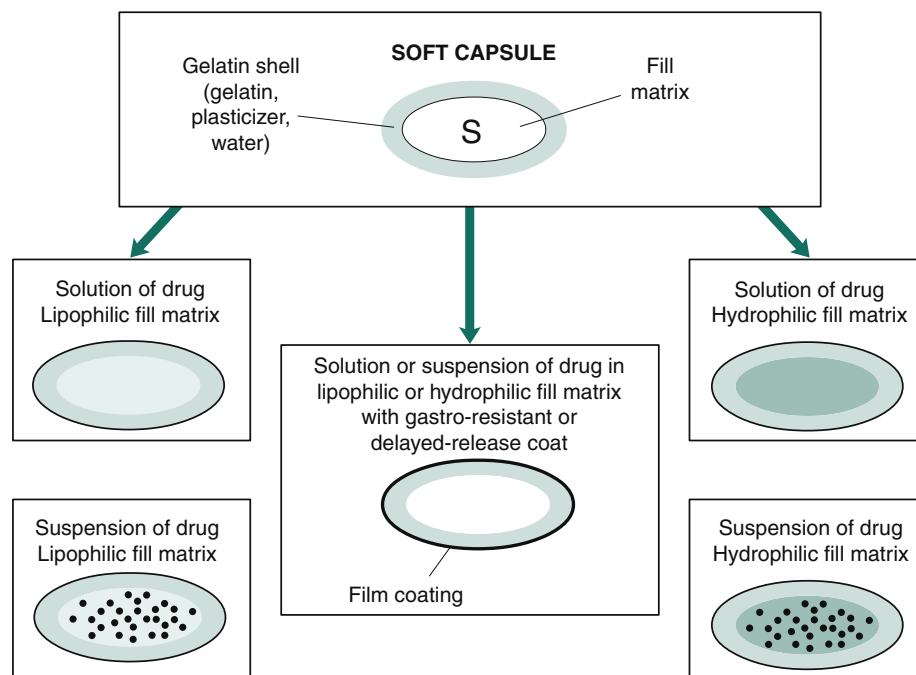 SOFT CAPSULE
Gelatin shell
(gelatin,
plasticizer,
water)
Fill
matrix
S
Solution of drug
Lipophilic fill matrix
Solution of drug
Hydrophilic fill matrix
Solution or suspension of drug in
lipophilic or hydrophilic fill matrix
with gastro-resistant or
delayed-release coat
Film coating
Suspension of drug
Lipophilic fill matrix
Suspension of drug
Hydrophilic fill matrix